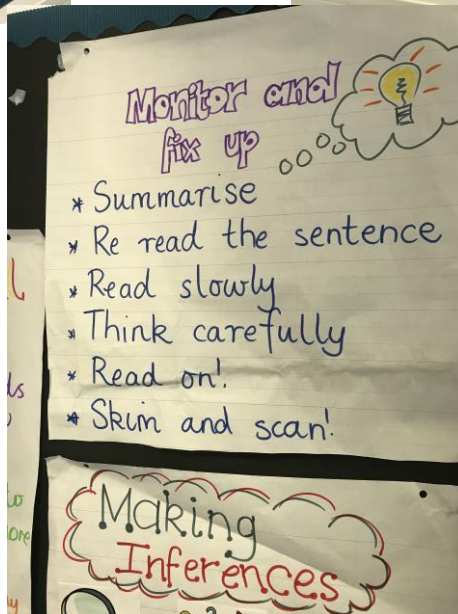 Monitor and
fix up
* Summarise
* Re read the sentence
* Read slowly
* Think carefully
* Read on!
* Skim and scan!
Making
Inferences